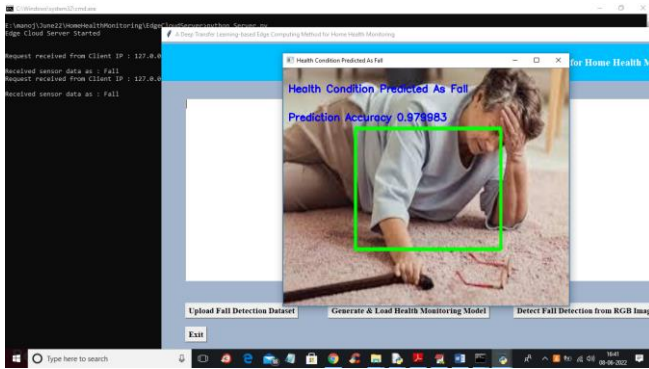 C:\Windows\system32\cmd.exe
E:\manoj\June22\HomeHealthMonitoring\EdgeCloudServer>python Server.py
Edge Cloud Server Started
Request received from Client IP : 127.0.0
Received sensor data as : Fall
Request received from Client IP : 127.0.0
Received sensor data as : Fall
A Deep Transfer Learning-based Edge Computing Method for Home Health Monitoring
for Home Health M
Health Condition Predicted As Fall
Health Condition Predicted As Fall
Prediction Accuracy 0.979983
Upload Fall Detection Dataset
Generate & Load Health Monitoring Model
Detect Fall Detection from RGB Imag
Exit
Type here to search
16:41
08-06-2022